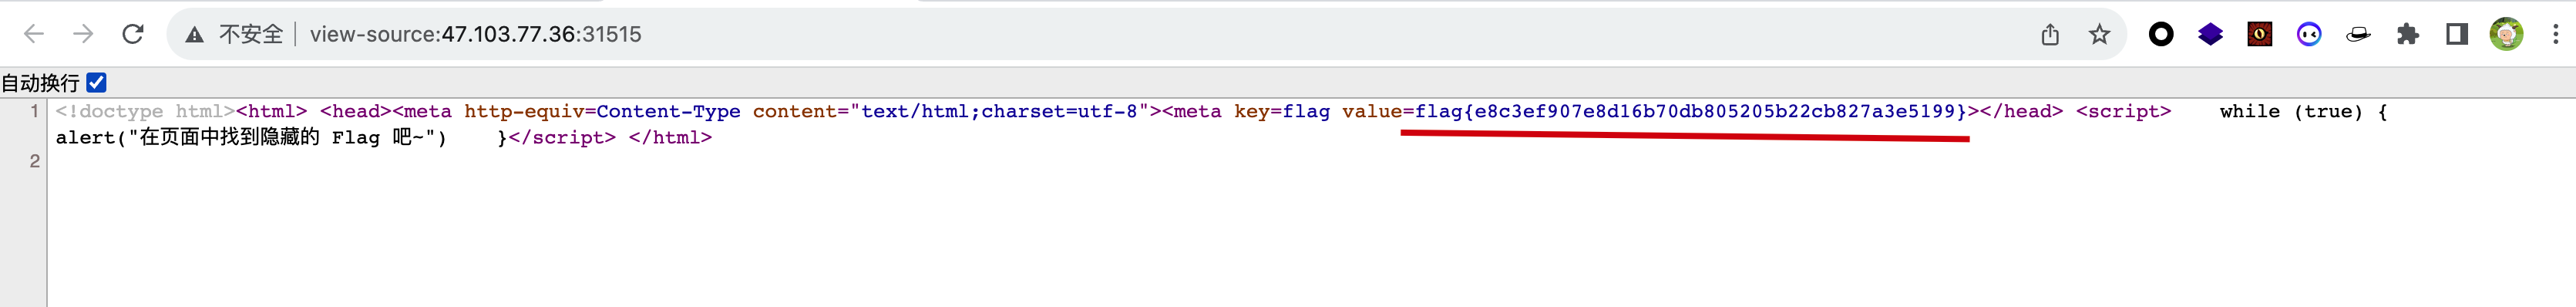 不安全 | view-source:47.103.77.36:31515
自动换行
1 <!doctype html><html> <head><meta http-equiv=Content-Type content="text/html;charset=utf-8"><meta key=flag value=flag{e8c3ef907e8d16b70db805205b22cb827a3e5199}></head> <script>    while (true) {
alert("在页面中找到隐藏的 Flag 吧~")    }</script> </html>
2